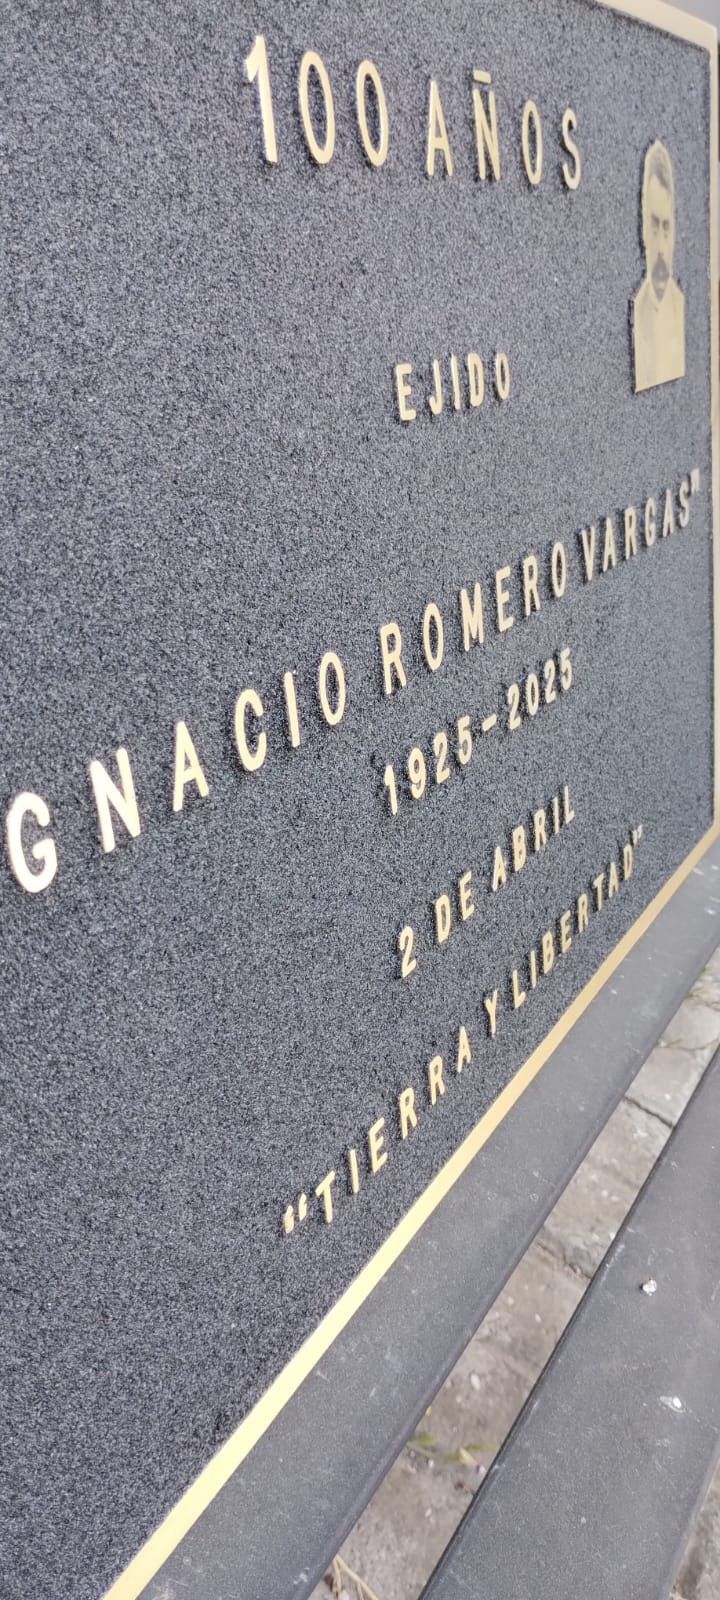 100 AÑOS
EJIDO
GNACIO ROMERO VARGAS"
1925-2025
2 DE ABRIL
“TIERRA Y LIBERTAD”